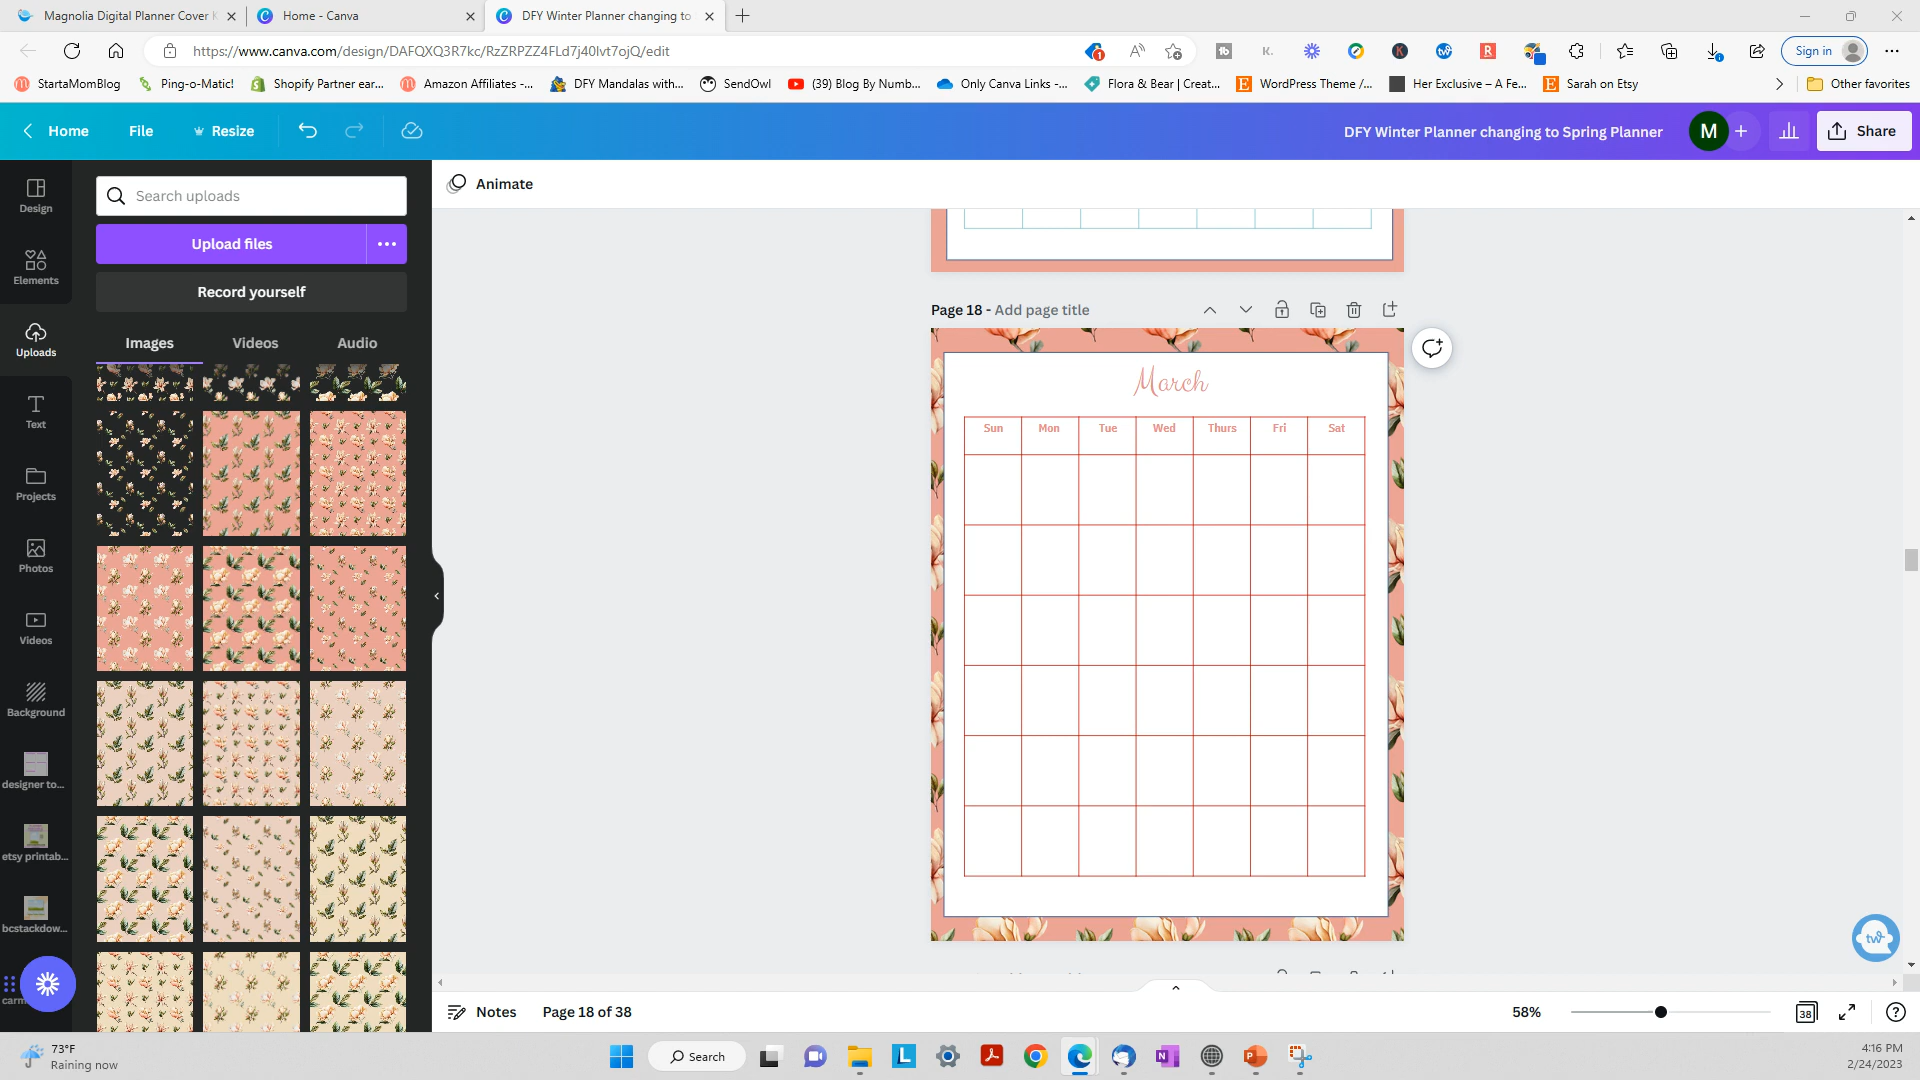 Magnolia Digital Planner Cover K
Home - Canva
DFY Winter Planner changing to
https://www.canva.com/design/DAFQXQ3R7kc/RzZRPZZ4FLd7j40lvt7ojQ/edit
Sign in
StartaMomBlog
Ping-o-Matic!
Shopify Partner ear...
Amazon Affiliates -...
DFY Mandalas with...
SendOwl
(39) Blog By Numb...
Only Canva Links -...
Flora & Bear | Creat...
WordPress Theme /...
Her Exclusive – A Fe...
Sarah on Etsy
Other favorites
Home
File
Resize
DFY Winter Planner changing to Spring Planner
M
Share
Design
Elements
Uploads
Text
Projects
Photos
Videos
Background
designer to...
etsy printab...
bcstackdow...
Search uploads
Upload files
Record yourself
Images
Videos
Audio
Animate
Page 18 - Add page title
March
Sun Mon Tue Wed Thurs Fri Sat
Notes
Page 18 of 38
58%
38
73°F
Raining now
Search
4:16 PM
2/24/2023